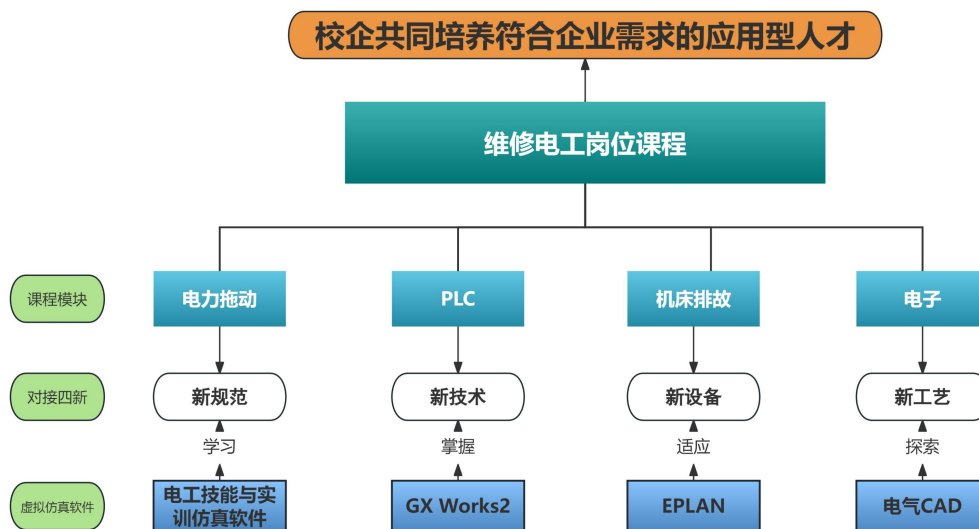 校企共同培养符合企业需求的应用型人才
维修电工岗位课程
课程模块
电力拖动
PLC
机床排故
电子
对接四新
新规范
新技术
新设备
新工艺
学习
掌握
适应
探索
虚拟仿真软件
电工技能与实
训仿真软件
GX Works2
EPLAN
电气CAD